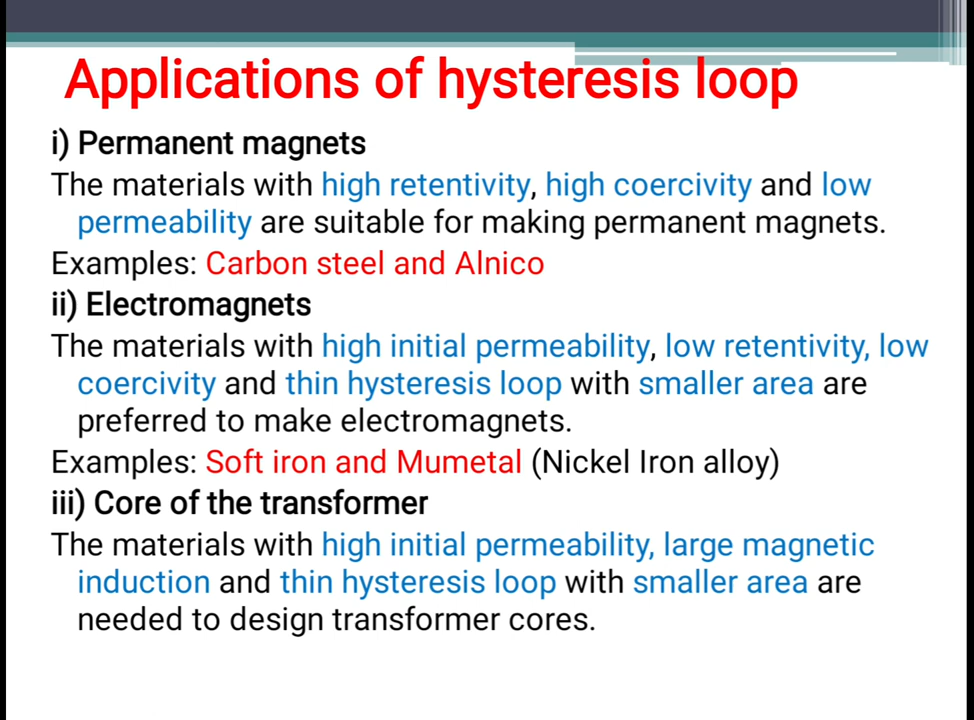 Applications of hysteresis loop
i) Permanent magnets
The materials with high retentivity, high coercivity and low
permeability are suitable for making permanent magnets.
Examples: Carbon steel and Alnico
ii) Electromagnets
The materials with high initial permeability, low retentivity, low
coercivity and thin hysteresis loop with smaller area are
preferred to make electromagnets.
Examples: Soft iron and Mumetal (Nickel Iron alloy)
iii) Core of the transformer
The materials with high initial permeability, large magnetic
induction and thin hysteresis loop with smaller area are
needed to design transformer cores.